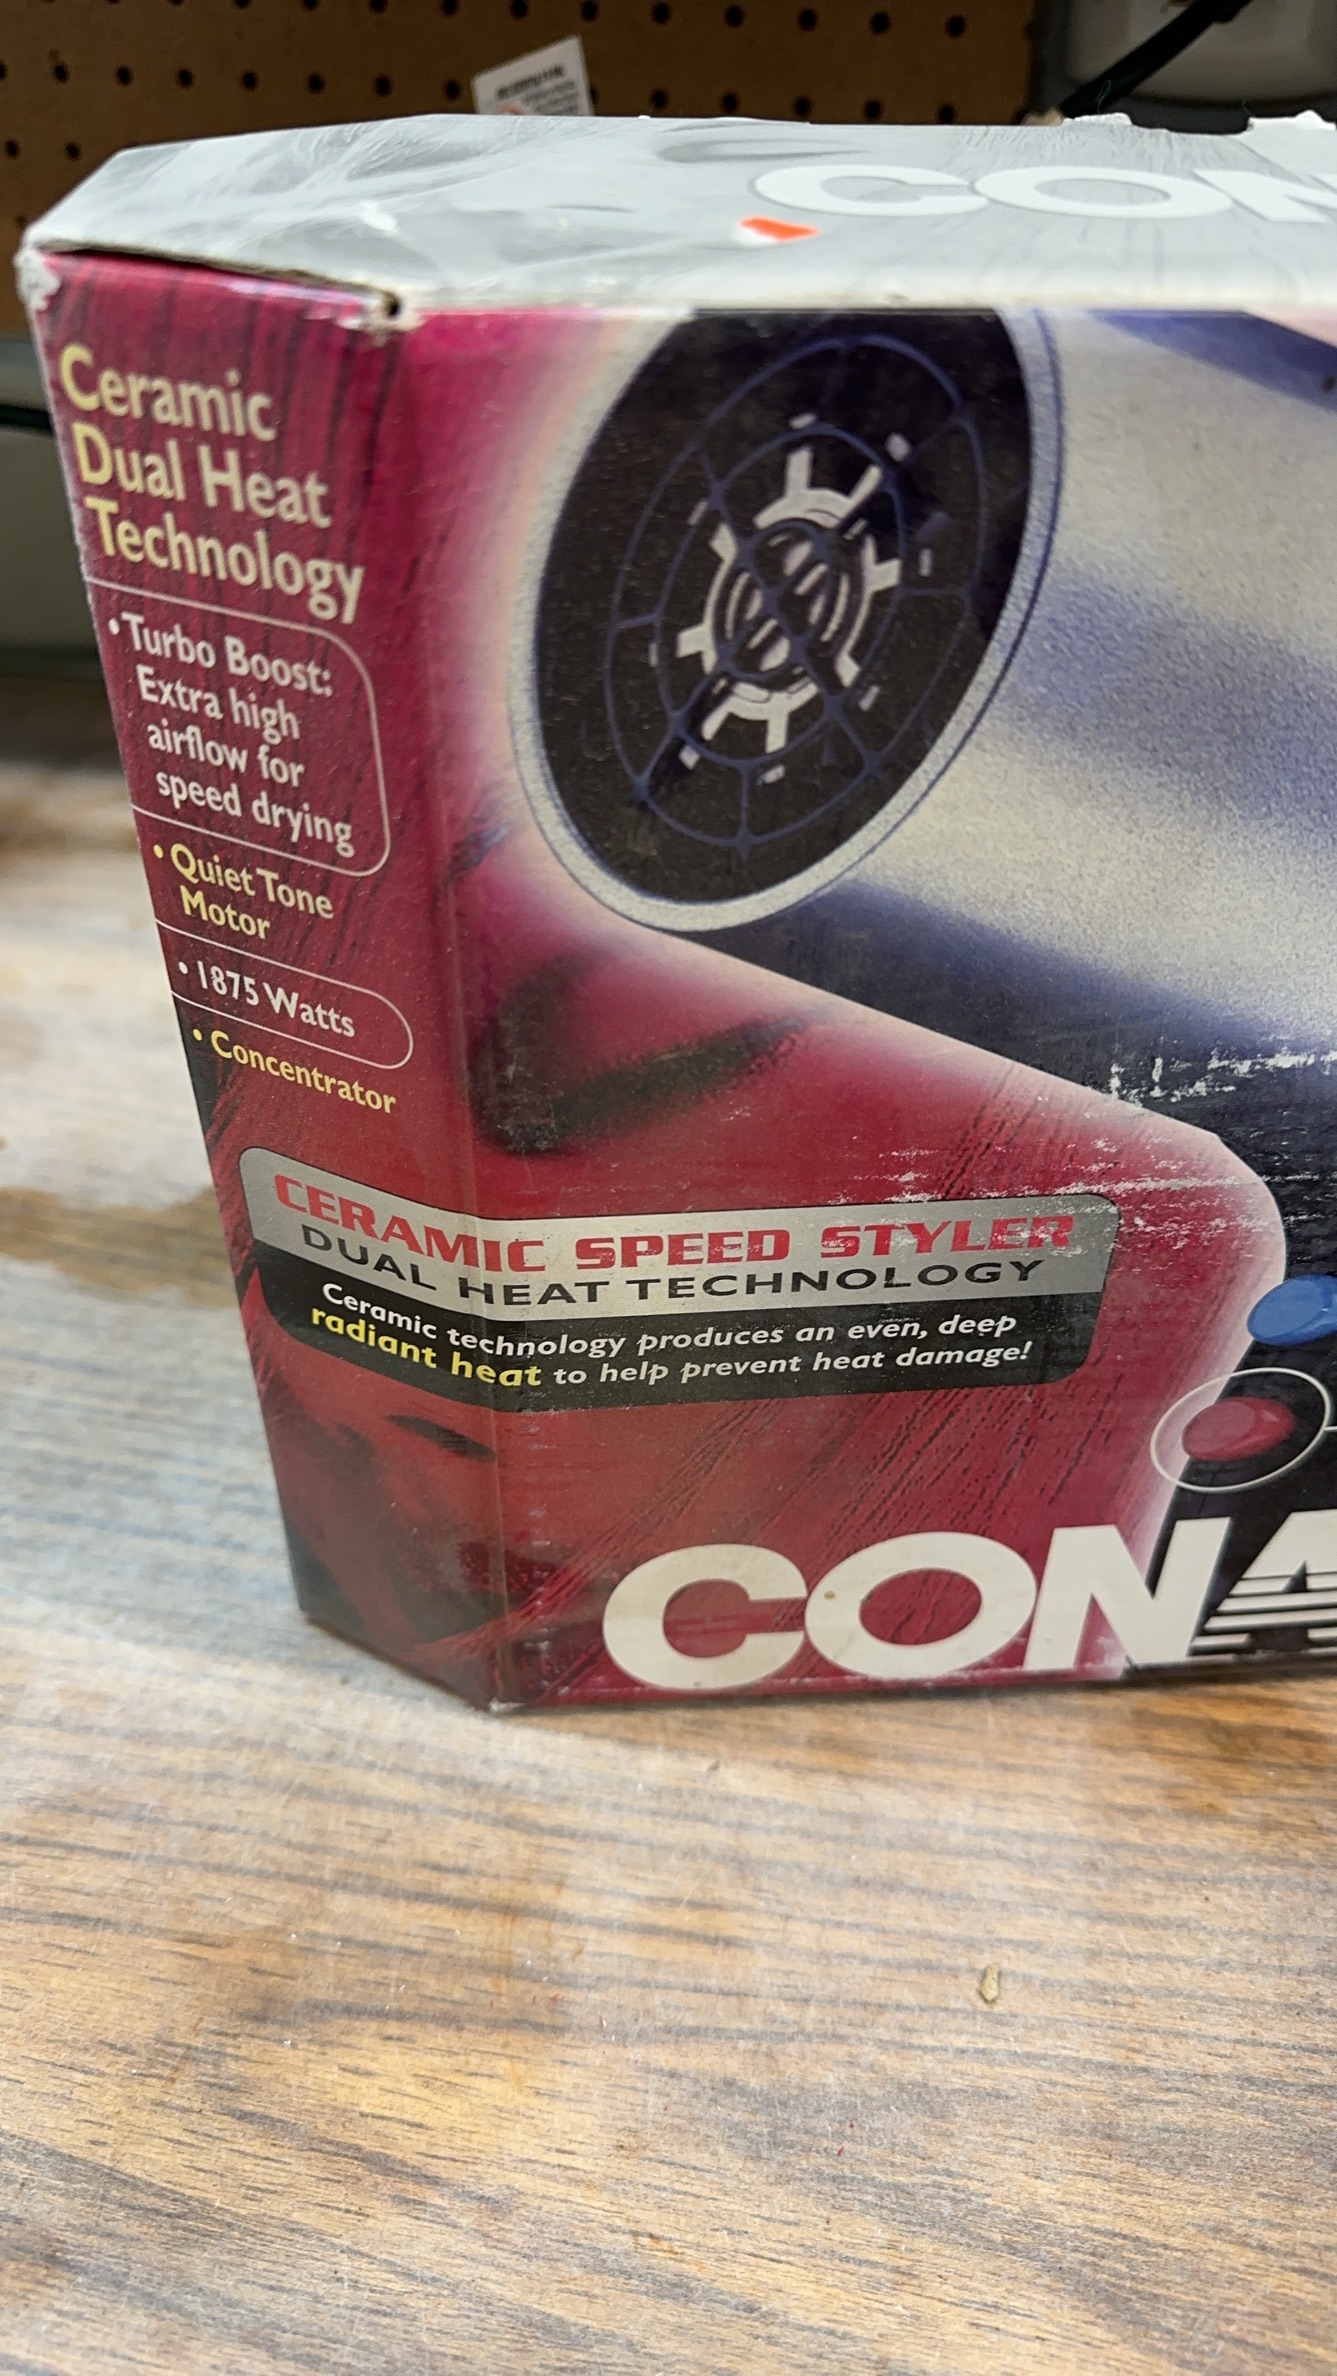 CON
Ceramic
Dual Heat
Technology
• Turbo Boost:
Extra high
airflow for
speed drying
• Quiet Tone
Motor
• 1875 Watts
• Concentrator
CERAMIC SPEED STYLER
DUAL HEAT TECHNOLOGY
Ceramic technology produces an even, deep
radiant heat to help prevent heat damage!
CONA